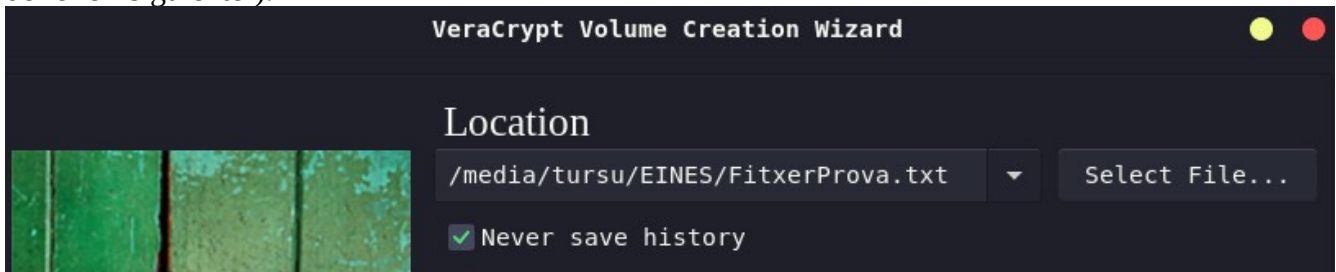 VeraCrypt Volume Creation Wizard
Location
/media/tursu/EINES/FitxerProva.txt
Select File...
Never save history